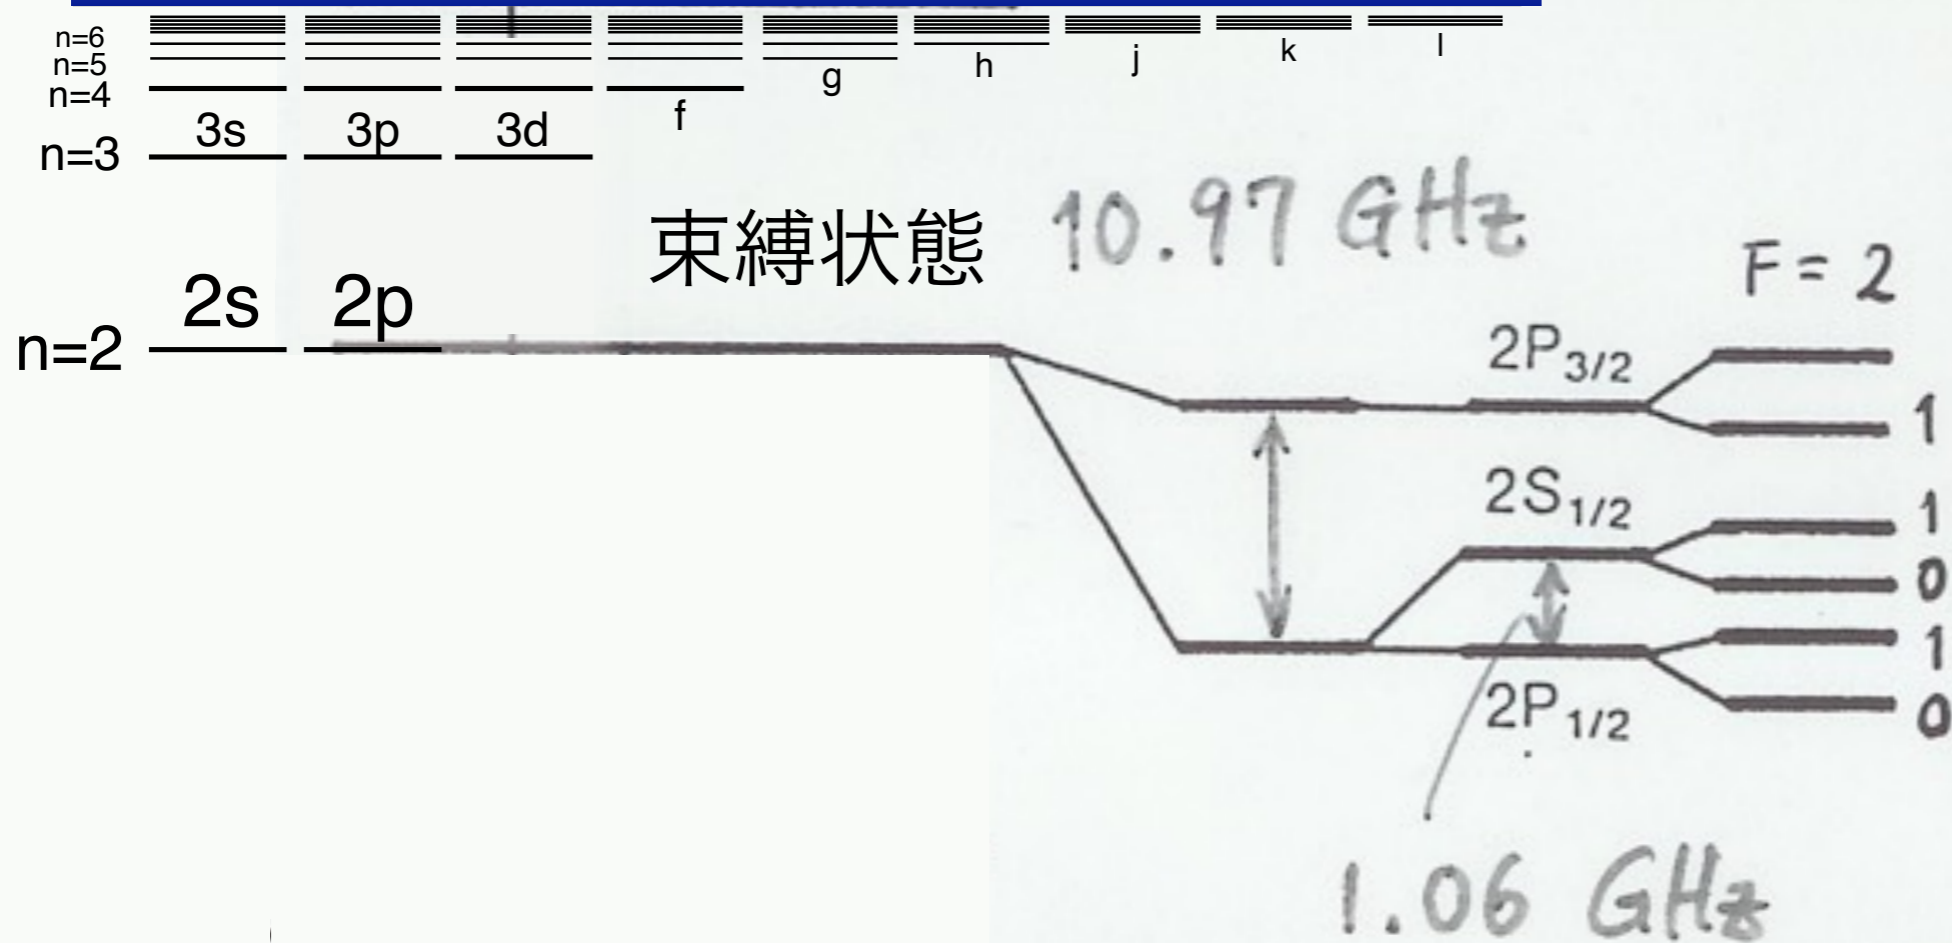 n=6
n=5
n=4
g
h
j
k
l
f
3s 3p 3d
n=3
束縛状態
10.97 GHz
F=2
2s 2p
n=2
2P3/2
1
2S1/2
1
0
1
2P1/2
0
1.06 GHz